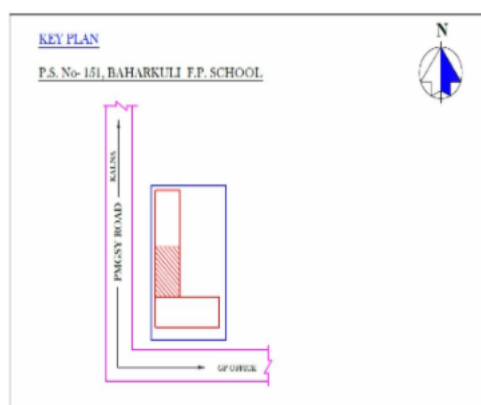 KEY PLAN
N
P.S. No- 151, BAHARKULI F.P. SCHOOL
KALNA
PMGSY ROAD
GP OFFICE